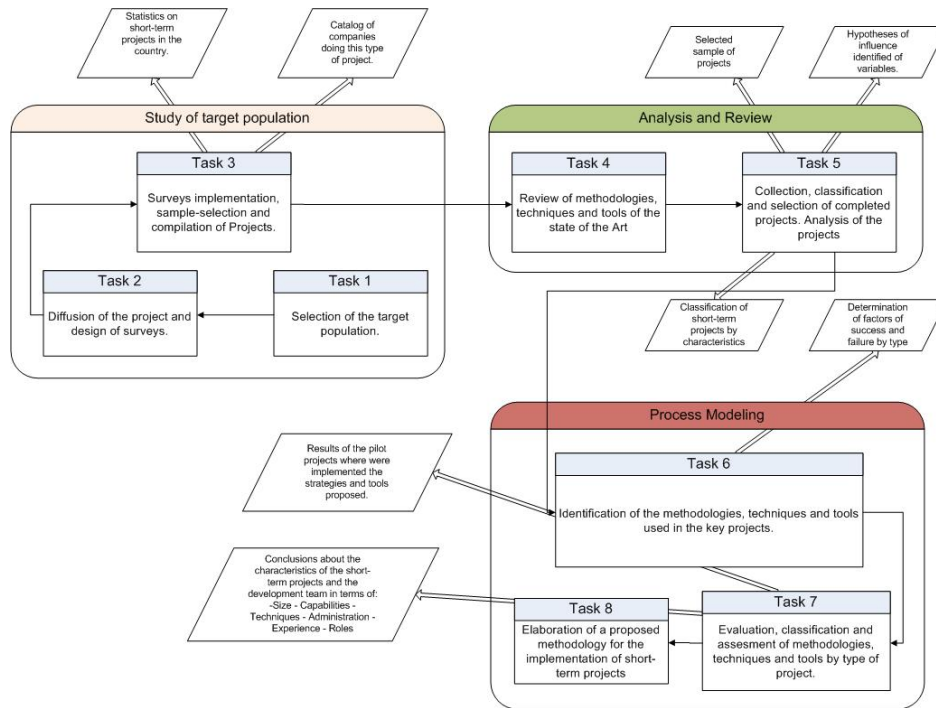 Statistics on
short-term
projects in the
country.
Catalog of
companies
doing this type
of project.
Selected
sample of
projects
Hypotheses of
influence
identified of
variables.
Study of target population
Task 3
Surveys implementation,
sample-selection and
compilation of Projects.
Task 2
Diffusion of the project and
design of surveys.
Task 1
Selection of the target
population.
Analysis and Review
Task 4
Review of methodologies,
techniques and tools of the
state of the Art
Task 5
Collection, classification
and selection of completed
projects. Analysis of the
projects
Classification of
short-term
projects by
characteristics
Determination
of factors of
success and
failure by type
Process Modeling
Task 6
Identification of the methodologies, techniques and tools
used in the key projects.
Results of the pilot
projects where were
implemented the
strategies and tools
proposed.
Conclusions about the
characteristics of the short-
term projects and the
development team in terms of:
-Size - Capabilities -
Techniques - Administration -
Experience - Roles
Task 8
Elaboration of a proposed
methodology for the
implementation of short-
term projects
Task 7
Evaluation, classification and
assesment of methodologies,
techniques and tools by type of
project.